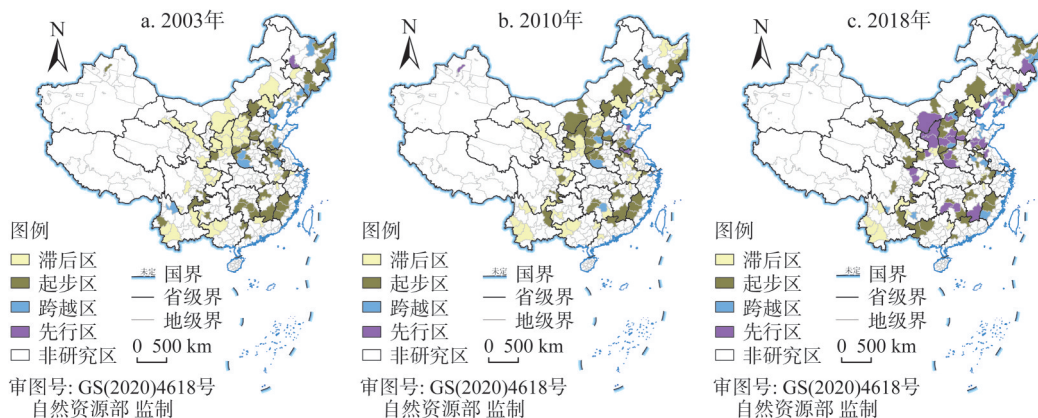 a. 2003年
N
图例
滞后区
起步区
跨越区
先行区
非研究区
未定 国界
省级界
地级界
0 500 km
审图号: GS(2020)4618号
自然资源部 监制
b. 2010年
N
图例
滞后区
起步区
跨越区
先行区
非研究区
未定 国界
省级界
地级界
0 500 km
审图号: GS(2020)4618号
自然资源部 监制
c. 2018年
N
图例
滞后区
起步区
跨越区
先行区
非研究区
未定 国界
省级界
地级界
0 500 km
审图号: GS(2020)4618号
自然资源部 监制